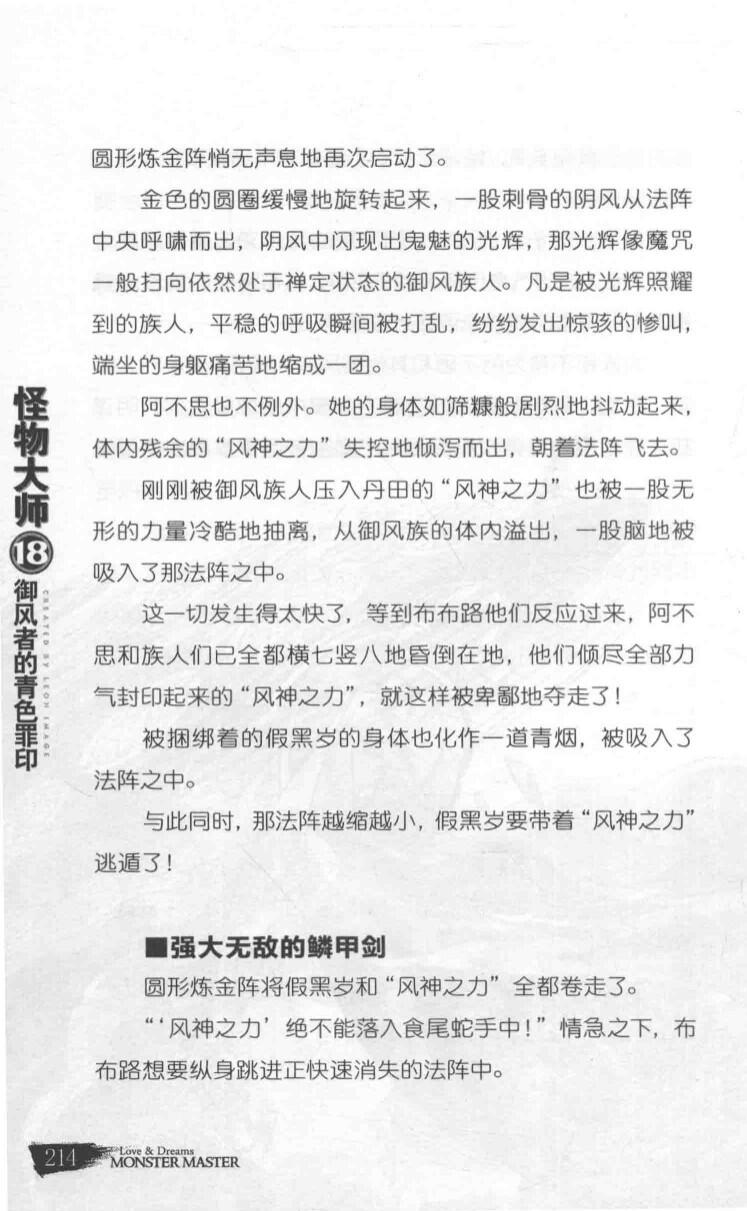 圆形炼金阵悄无声息地再次启动了。
金色的圆圈缓慢地旋转起来，一股刺骨的阴风从法阵
中央呼啸而出，阴风中闪现出鬼魅的光辉，那光辉像魔咒
一般扫向依然处于禅定状态的御风族人。凡是被光辉照耀
到的族人，平稳的呼吸瞬间被打乱，纷纷发出惊骇的惨叫，
端坐的身躯痛苦地缩成一团。
阿不思也不例外。她的身体如筛糠般剧烈地抖动起来，
体内残余的“风神之力”失控地倾泻而出，朝着法阵飞去。
刚刚被御风族人压入丹田的“风神之力”也被一股无
形的力量冷酷地抽离，从御风族的体内溢出，一股脑地被
吸入了那法阵之中。
这一切发生得太快了，等到布布路他们反应过来，阿不
思和族人们已全都横七竖八地昏倒在地，他们倾尽全部力
气封印起来的“风神之力”，就这样被卑鄙地夺走了！
被捆绑着的假黑岁的身体也化作一道青烟，被吸入了
法阵之中。
与此同时，那法阵越缩越小，假黑岁要带着“风神之力”
逃遁了！
■强大无敌的鳞甲剑
圆形炼金阵将假黑岁和“风神之力”全都卷走了。
“‘风神之力’绝不能落入食尾蛇手中！”情急之下，布
布路想要纵身跳进正快速消失的法阵中。
怪物大师18御风者的青色罪印
CREATED BY LEON IMAGE
214
Love & Dreams
MONSTER MASTER